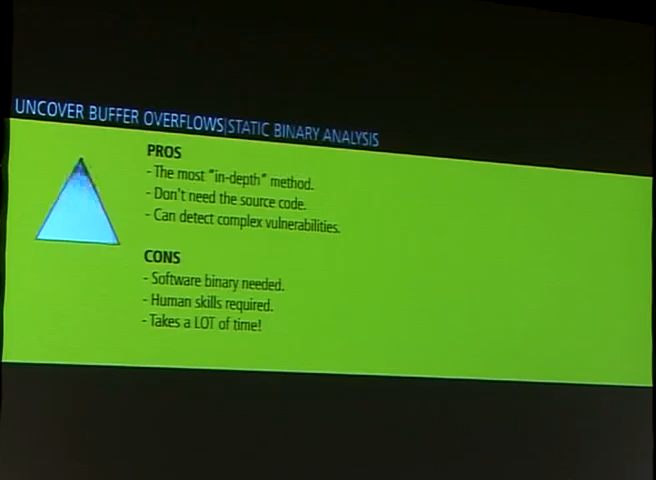 UNCOVER BUFFER OVERFLOWS|STATIC BINARY ANALYSIS
PROS
- The most "in-depth" method.
- Don't need the source code.
- Can detect complex vulnerabilities.
CONS
- Software binary needed.
- Human skills required.
- Takes a LOT of time!